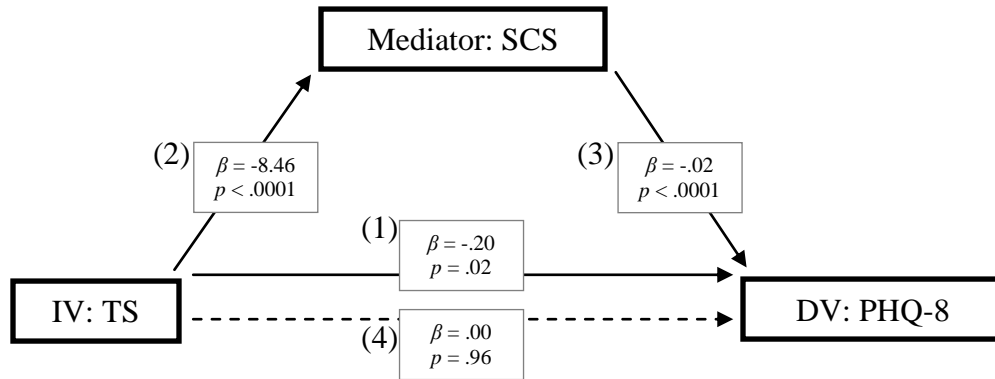 Mediator: SCS
(2)
β = -8.46
p < .0001
(3)
β = -.02
p < .0001
(1)
β = -.20
p = .02
IV: TS
DV: PHQ-8
(4)
β = .00
p = .96